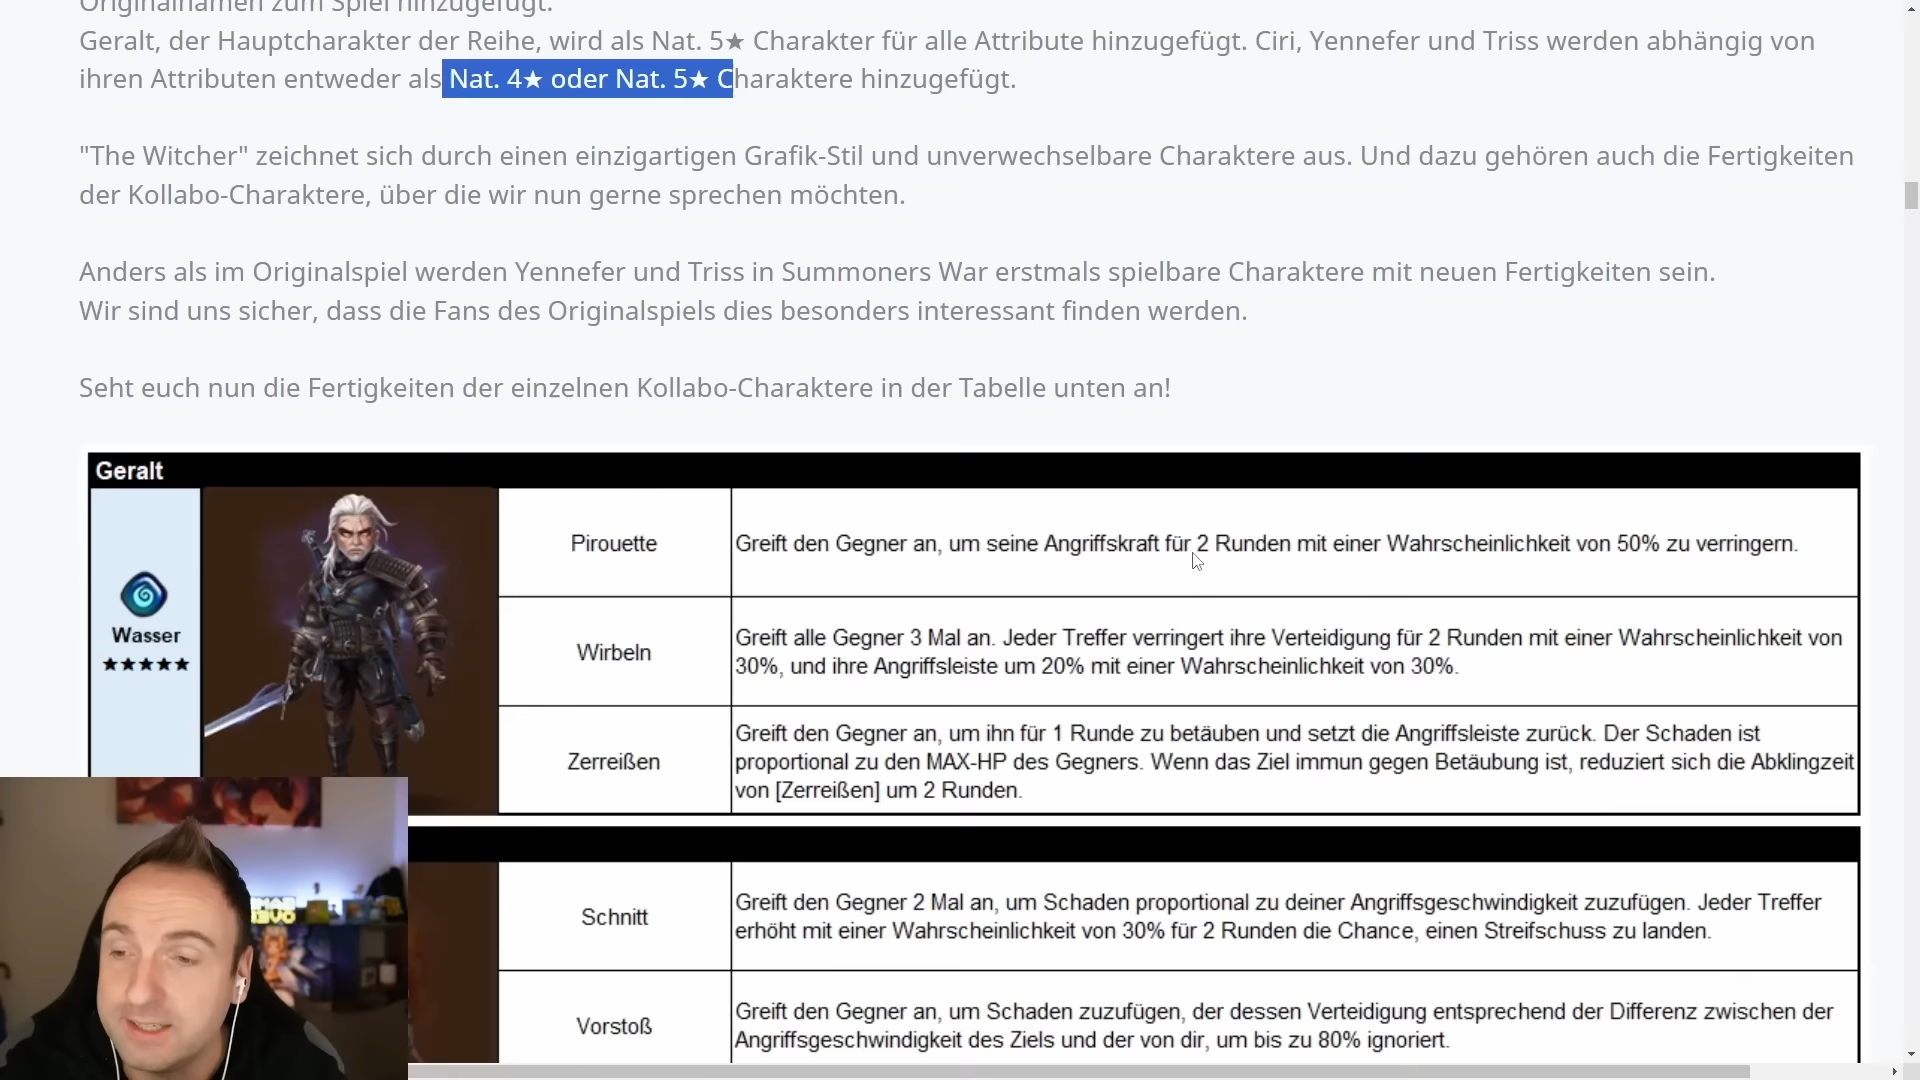 Originalnamen zum Spiel hinzugefügt.
Geralt, der Hauptcharakter der Reihe, wird als Nat. 5★ Charakter für alle Attribute hinzugefügt. Ciri, Yennefer und Triss werden abhängig von
ihren Attributen entweder als Nat. 4★ oder Nat. 5★ Charaktere hinzugefügt.
"The Witcher" zeichnet sich durch einen einzigartigen Grafik-Stil und unverwechselbare Charaktere aus. Und dazu gehören auch die Fertigkeiten
der Kollabo-Charaktere, über die wir nun gerne sprechen möchten.
Anders als im Originalspiel werden Yennefer und Triss in Summoners War erstmals spielbare Charaktere mit neuen Fertigkeiten sein.
Wir sind uns sicher, dass die Fans des Originalspiels dies besonders interessant finden werden.
Seht euch nun die Fertigkeiten der einzelnen Kollabo-Charaktere in der Tabelle unten an!
Geralt
Wasser
★★★★★
Pirouette
Greift den Gegner an, um seine Angriffskraft für 2 Runden mit einer Wahrscheinlichkeit von 50% zu verringern.
Wirbeln
Greift alle Gegner 3 Mal an. Jeder Treffer verringert ihre Verteidigung für 2 Runden mit einer Wahrscheinlichkeit von
30%, und ihre Angriffsleiste um 20% mit einer Wahrscheinlichkeit von 30%.
Zerreißen
Greift den Gegner an, um ihn für 1 Runde zu betäuben und setzt die Angriffsleiste zurück. Der Schaden ist
proportional zu den MAX-HP des Gegners. Wenn das Ziel immun gegen Betäubung ist, reduziert sich die Abklingzeit
von [Zerreißen] um 2 Runden.
Schnitt
Greift den Gegner 2 Mal an, um Schaden proportional zu deiner Angriffsgeschwindigkeit zuzufügen. Jeder Treffer
erhöht mit einer Wahrscheinlichkeit von 30% für 2 Runden die Chance, einen Streifschuss zu landen.
Vorstoß
Greift den Gegner an, um Schaden zuzufügen, der dessen Verteidigung entsprechend der Differenz zwischen der
Angriffsgeschwindigkeit des Ziels und der von dir, um bis zu 80% ignoriert.